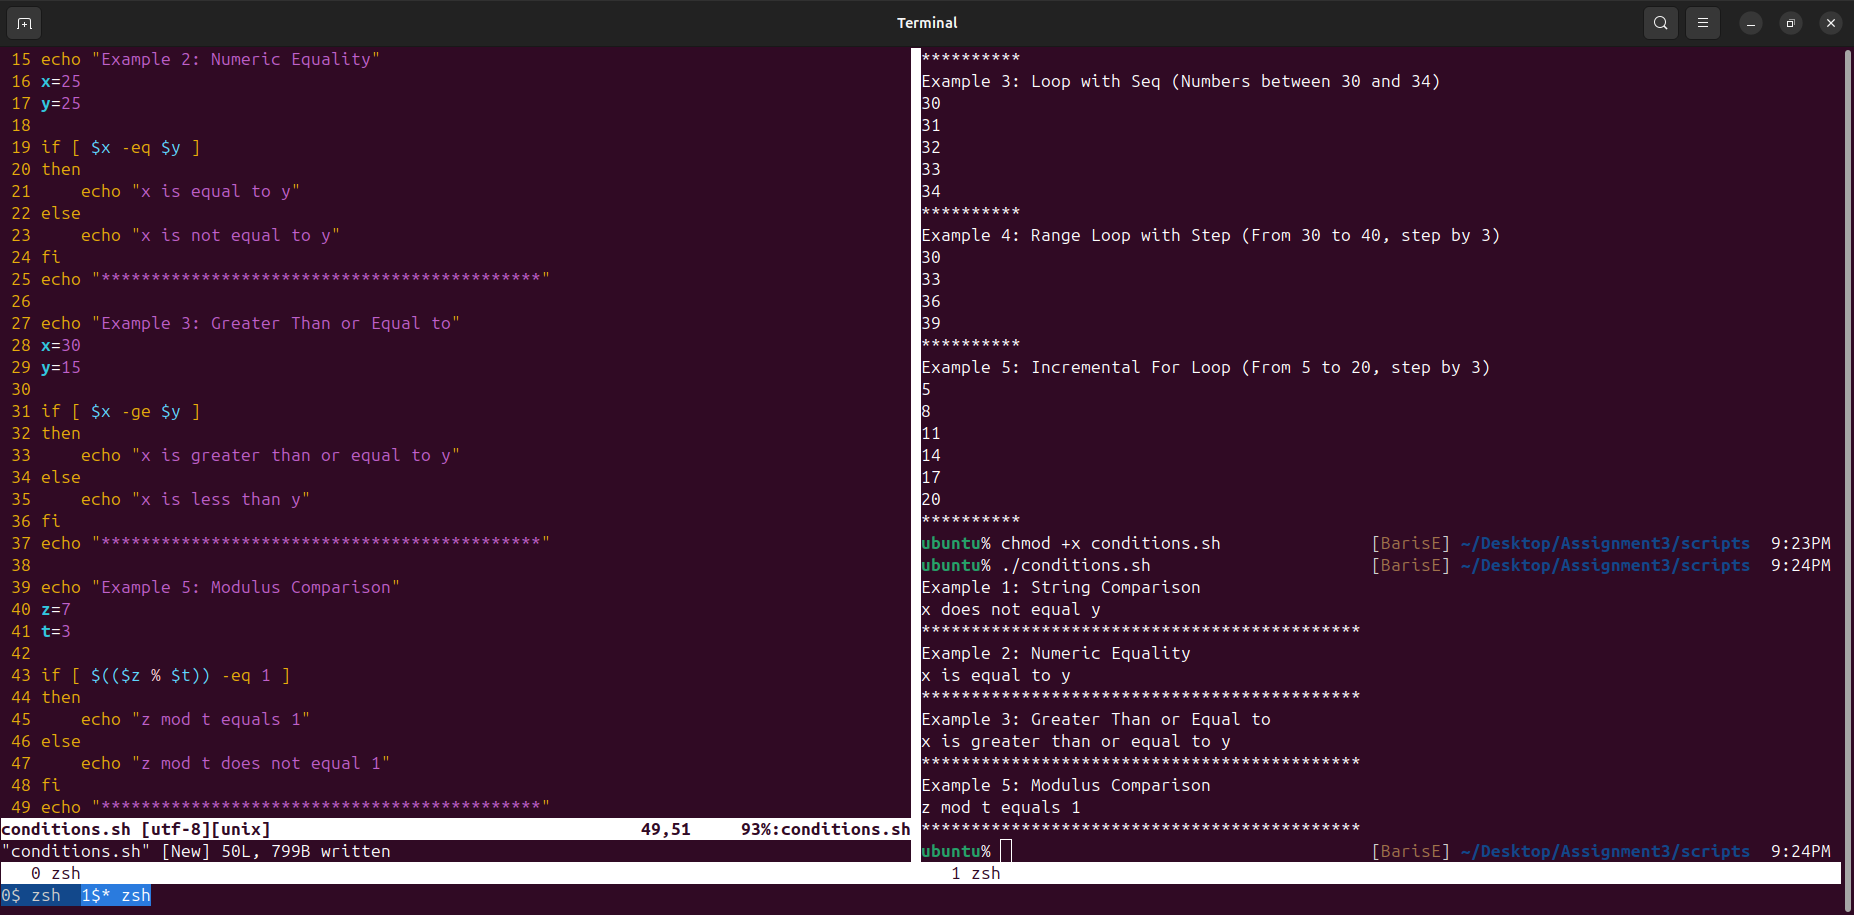 Terminal
15 echo "Example 2: Numeric Equality"
16 x=25
17 y=25
18
19 if [ $x -eq $y ]
20 then
21     echo "x is equal to y"
22 else
23     echo "x is not equal to y"
24 fi
25 echo "********************************************"
26
27 echo "Example 3: Greater Than or Equal to"
28 x=30
29 y=15
30
31 if [ $x -ge $y ]
32 then
33     echo "x is greater than or equal to y"
34 else
35     echo "x is less than y"
36 fi
37 echo "********************************************"
38
39 echo "Example 5: Modulus Comparison"
40 z=7
41 t=3
42
43 if [ $(($z % $t)) -eq 1 ]
44 then
45     echo "z mod t equals 1"
46 else
47     echo "z mod t does not equal 1"
48 fi
49 echo "********************************************"
conditions.sh [utf-8][unix] 49,51 93%:conditions.sh
"conditions.sh" [New] 50L, 799B written
0 zsh
**********
Example 3: Loop with Seq (Numbers between 30 and 34)
30
31
32
33
34
**********
Example 4: Range Loop with Step (From 30 to 40, step by 3)
30
33
36
39
**********
Example 5: Incremental For Loop (From 5 to 20, step by 3)
5
8
11
14
17
20
**********
ubuntu% chmod +x conditions.sh [BarisE] ~/Desktop/Assignment3/scripts 9:23PM
ubuntu% ./conditions.sh [BarisE] ~/Desktop/Assignment3/scripts 9:24PM
Example 1: String Comparison
x does not equal y
********************************************
Example 2: Numeric Equality
x is equal to y
********************************************
Example 3: Greater Than or Equal to
x is greater than or equal to y
********************************************
Example 5: Modulus Comparison
z mod t equals 1
********************************************
ubuntu% [BarisE] ~/Desktop/Assignment3/scripts 9:24PM
1 zsh
0$ zsh 1$* zsh